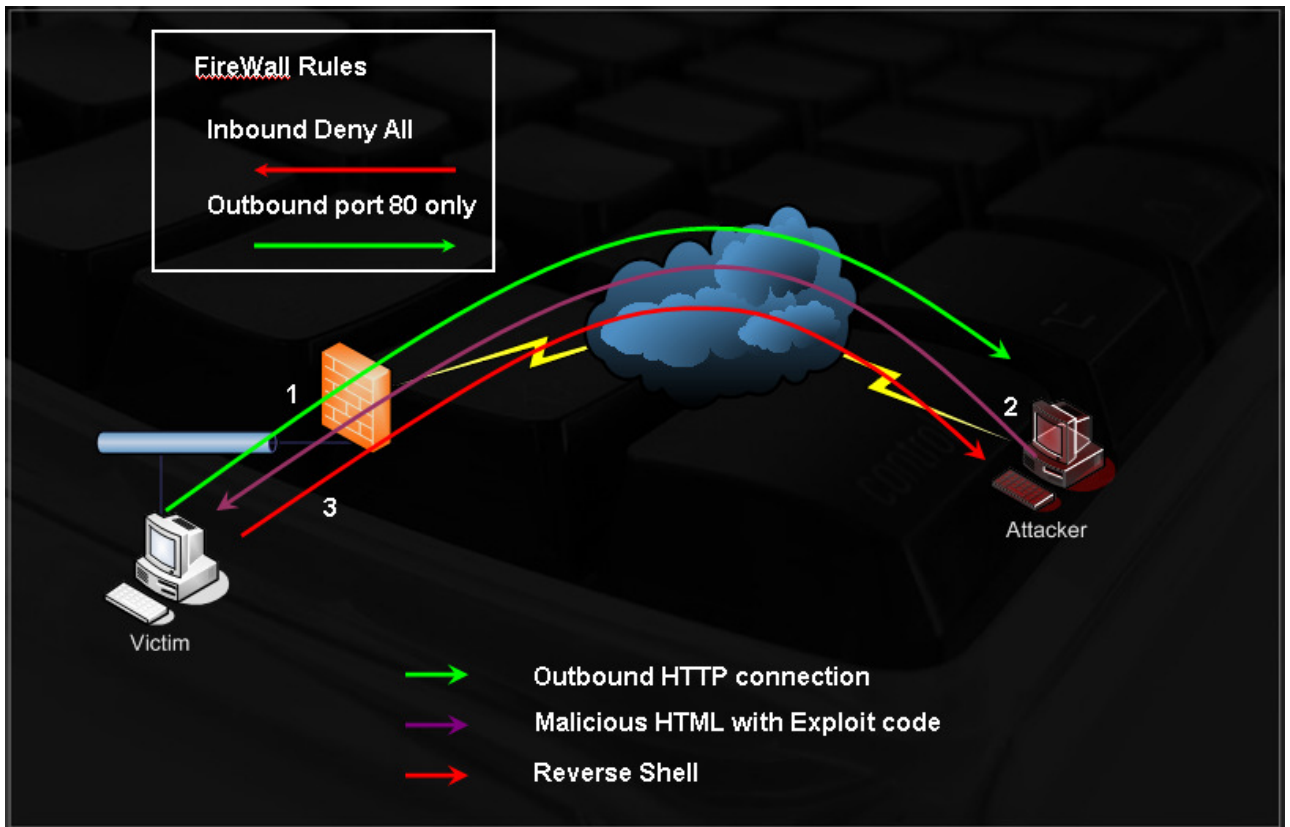 FireWall Rules
Inbound Deny All
Outbound port 80 only
1
2
3
Attacker
Victim
Outbound HTTP connection
Malicious HTML with Exploit code
Reverse Shell
control